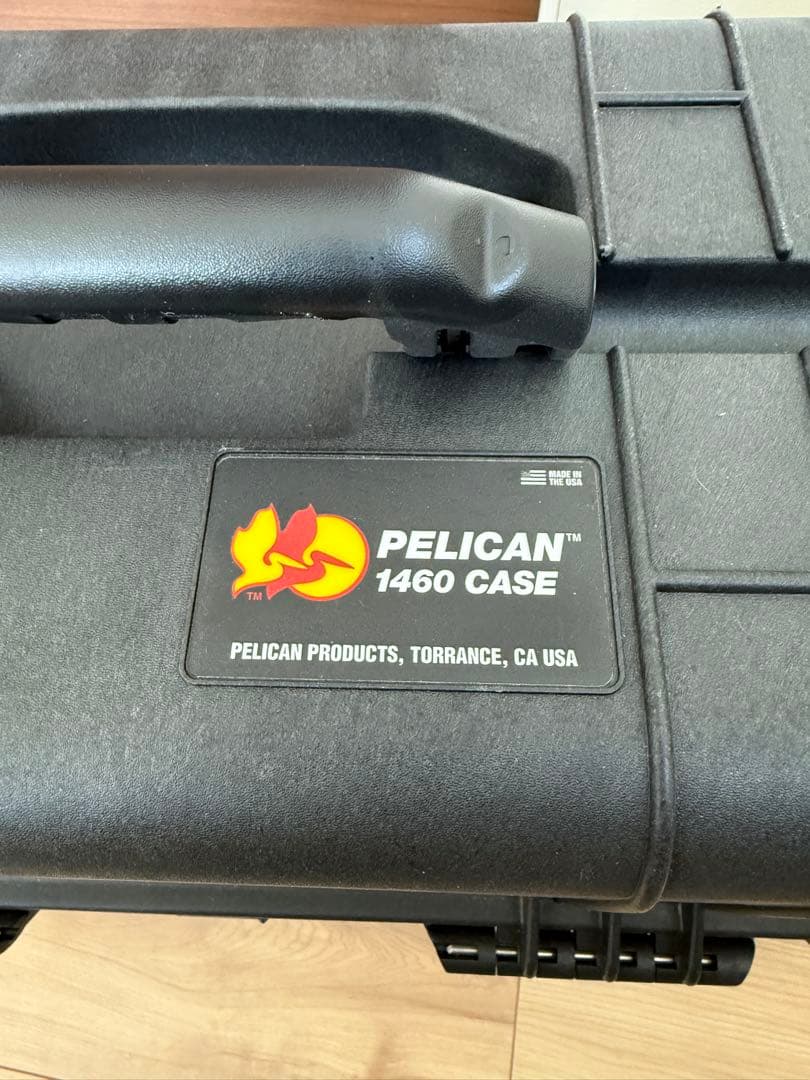 MADE IN
THE USA
PELICAN™
1460 CASE
TM
PELICAN PRODUCTS, TORRANCE, CA USA